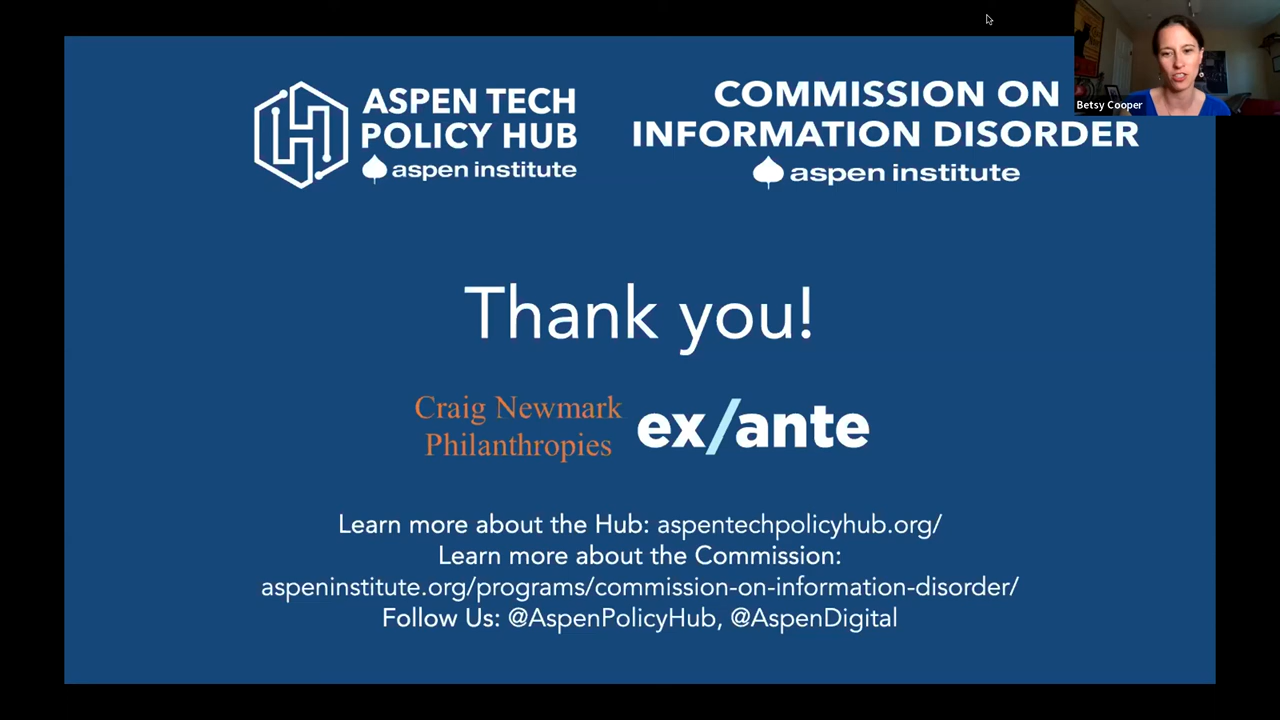 ASPEN TECH
POLICY HUB
aspen institute
COMMISSION ON
INFORMATION DISORDER
aspen institute
Betsy Cooper
Thank you!
Craig Newmark
Philanthropies
ex/ante
Learn more about the Hub: aspentechpolicyhub.org/
Learn more about the Commission:
aspeninstitute.org/programs/commission-on-information-disorder/
Follow Us: @AspenPolicyHub, @AspenDigital